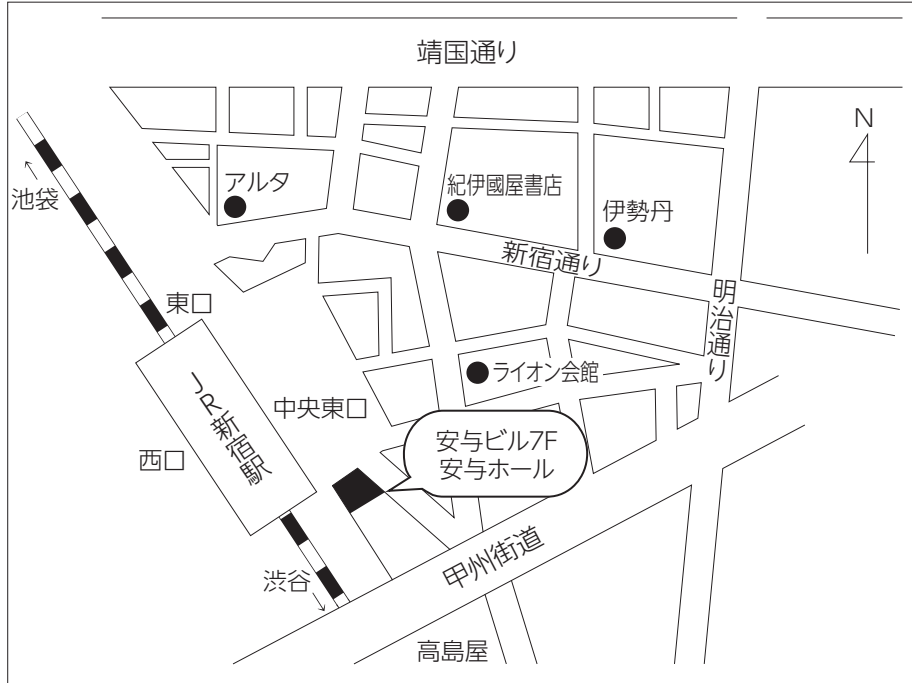 靖国通り
N
アルタ
紀伊國屋書店
伊勢丹
池袋
新宿通り
明治通り
東口
JR新宿駅
中央東口
ライオン会館
西口
安与ビル7F
安与ホール
甲州街道
渋谷
高島屋